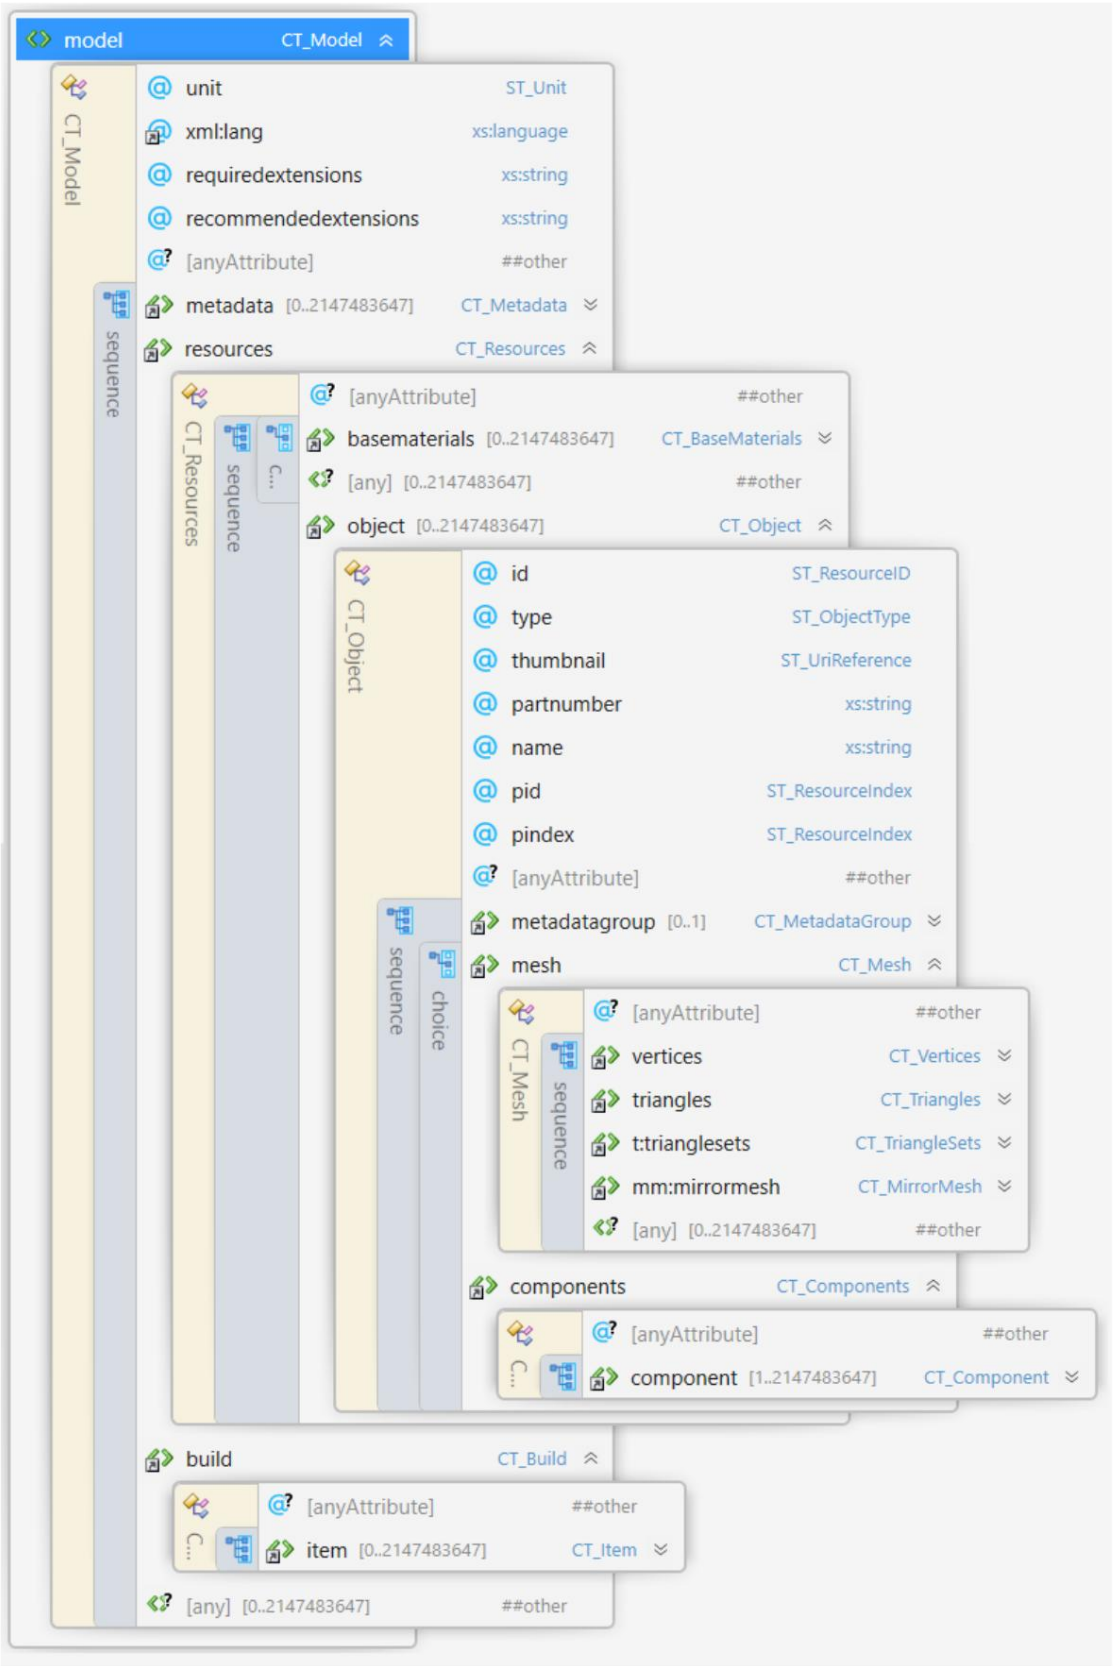 model CT_Model
CT_Model
unit ST_Unit
xml:lang xs:language
requiredextensions xs:string
recommendedextensions xs:string
[anyAttribute] ##other
sequence
metadata [0..2147483647] CT_Metadata
resources CT_Resources
CT_Resources
[anyAttribute] ##other
sequence
C...
basematerials [0..2147483647] CT_BaseMaterials
[any] [0..2147483647] ##other
object [0..2147483647] CT_Object
CT_Object
id ST_ResourceID
type ST_ObjectType
thumbnail ST_UriReference
partnumber xs:string
name xs:string
pid ST_ResourceIndex
pindex ST_ResourceIndex
[anyAttribute] ##other
sequence
metadatagroup [0..1] CT_MetadataGroup
choice
mesh CT_Mesh
CT_Mesh
[anyAttribute] ##other
sequence
vertices CT_Vertices
triangles CT_Triangles
t:trianglesets CT_TriangleSets
mm:mirrormesh CT_MirrorMesh
[any] [0..2147483647] ##other
components CT_Components
C...
[anyAttribute] ##other
component [1..2147483647] CT_Component
build CT_Build
C...
[anyAttribute] ##other
item [0..2147483647] CT_Item
[any] [0..2147483647] ##other